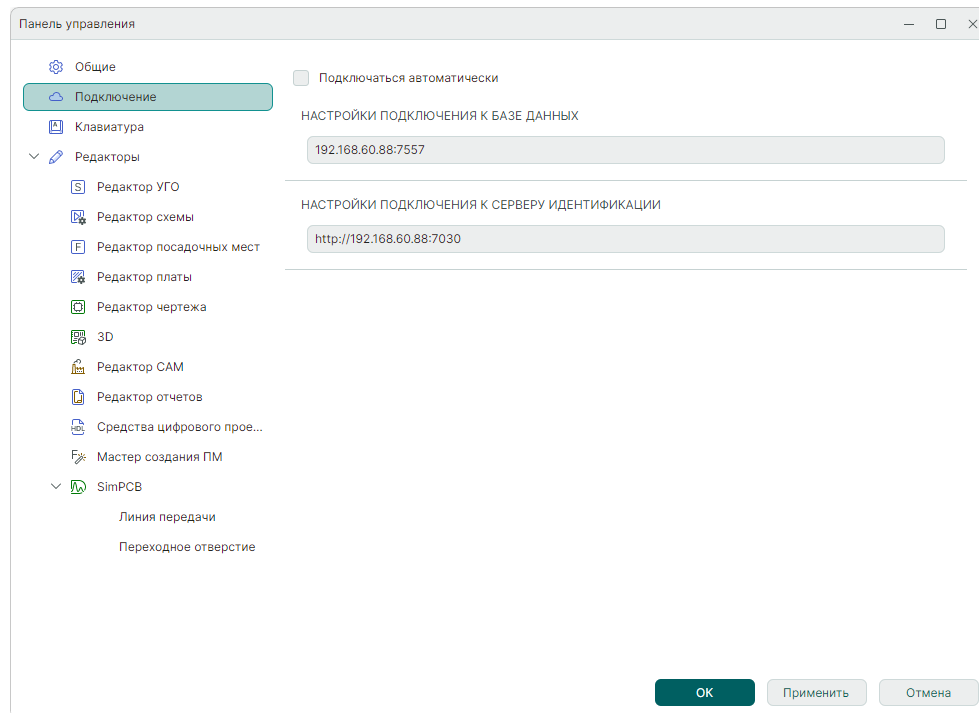 Панель управления
Общие
Подключение
Клавиатура
Редакторы
Редактор УГО
Редактор схемы
Редактор посадочных мест
Редактор платы
Редактор чертежа
3D
Редактор CAM
Редактор отчетов
Средства цифрового прое...
Мастер создания ПМ
SimPCB
Линия передачи
Переходное отверстие
Подключаться автоматически
НАСТРОЙКИ ПОДКЛЮЧЕНИЯ К БАЗЕ ДАННЫХ
192.168.60.88:7557
НАСТРОЙКИ ПОДКЛЮЧЕНИЯ К СЕРВЕРУ ИДЕНТИФИКАЦИИ
http://192.168.60.88:7030
ОК
Применить
Отмена